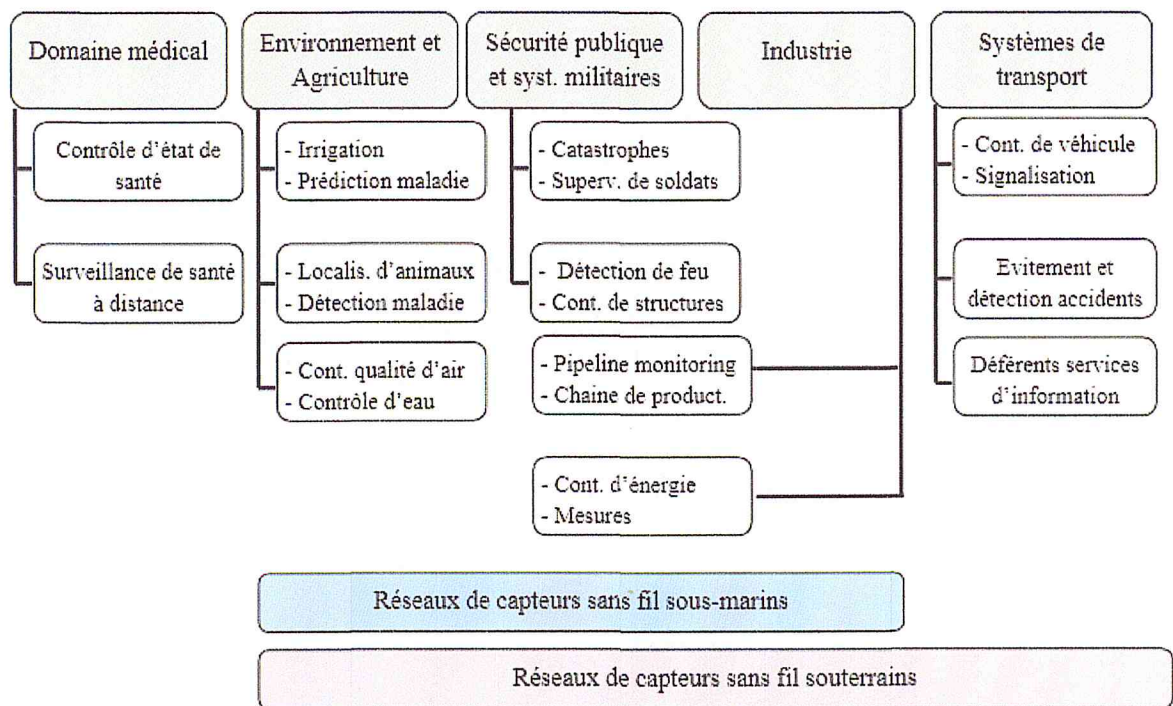 Domaine médical
Environnement et
Agriculture
Sécurité publique
et syst. militaires
Industrie
Systèmes de
transport
Contrôle d'état de
santé
Surveillance de santé
à distance
- Irrigation
- Prédiction maladie
- Localis. d'animaux
- Détection maladie
- Cont. qualité d'air
- Contrôle d'eau
- Catastrophes
- Superv. de soldats
- Détection de feu
- Cont. de structures
- Pipeline monitoring
- Chaine de product.
- Cont. d'énergie
- Mesures
- Cont. de véhicule
- Signalisation
Evitement et
détection accidents
Déférents services
d'information
Réseaux de capteurs sans fil sous-marins
Réseaux de capteurs sans fil souterrains